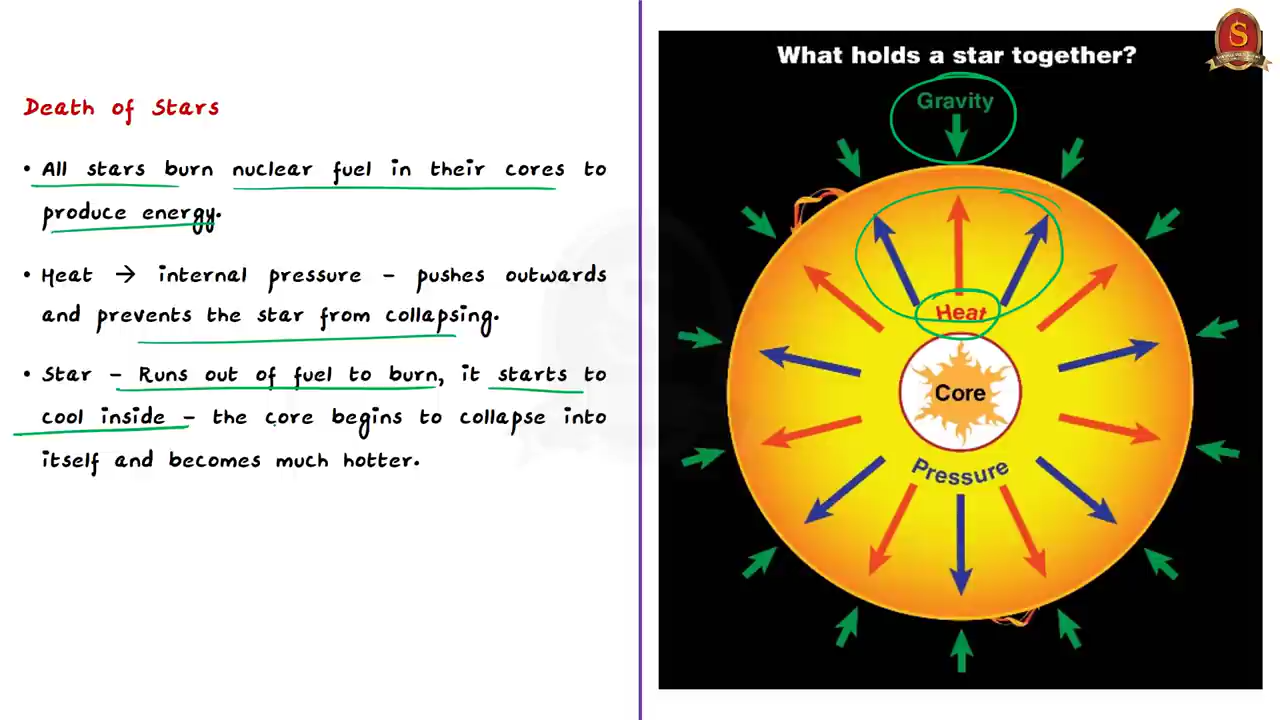 Death of Stars
• All stars burn nuclear fuel in their cores to
produce energy.
• Heat → internal pressure – pushes outwards
and prevents the star from collapsing.
• Star – Runs out of fuel to burn, it starts to
cool inside – the core begins to collapse into
itself and becomes much hotter.
What holds a star together?
Gravity
Heat
Core
Pressure
S